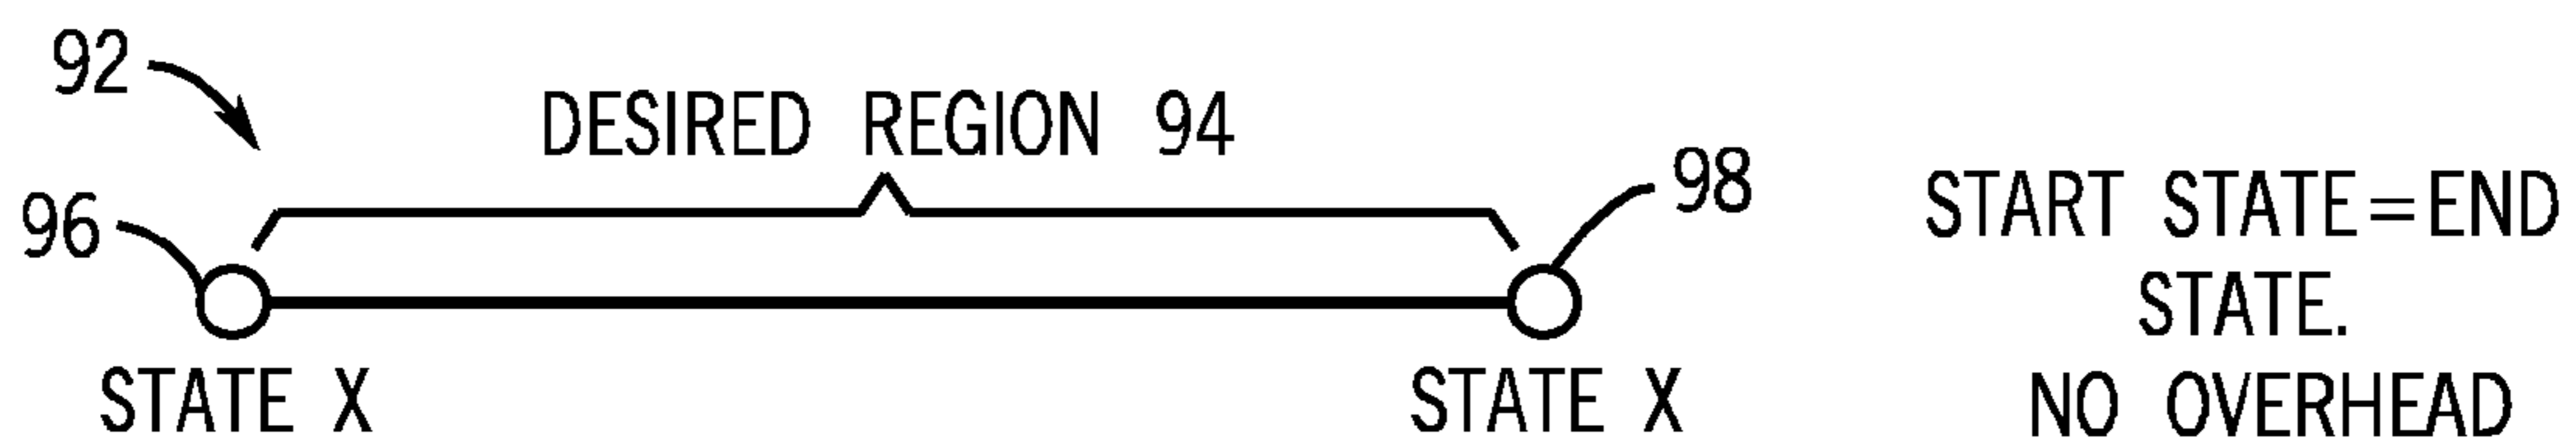 92
DESIRED REGION 94
96
98
STATE X
STATE X
START STATE=END
STATE.
NO OVERHEAD